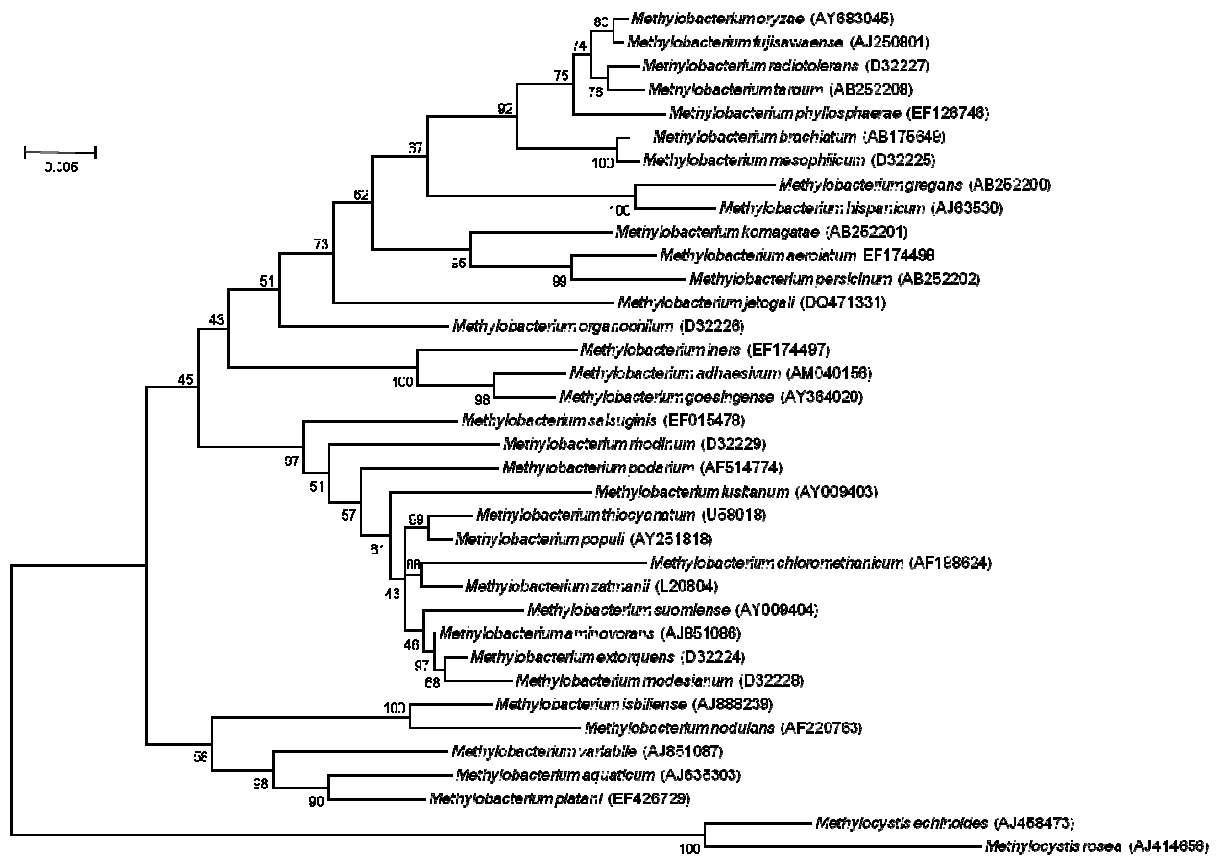 80 Methylobacterium oryzae (AY683045)
Methylobacterium fujisawaense (AJ250801)
74
Methylobacterium radiotolerans (D32227)
75
Methylobacterium tardum (AB252208)
78
92
Methylobacterium phyllosphaerae (EF126746)
Methylobacterium brachiatum (AB175649)
100 Methylobacterium mesophilicum (D32225)
0.005
Methylobacterium gregans (AB252200)
62
100 Methylobacterium hispanicum (AJ63530)
Methylobacterium komagatae (AB252201)
73
Methylobacterium aerolatum EF174498
99 Methylobacterium persicinum (AB252202)
51
Methylobacterium jeotgali (DQ471331)
43
Methylobacterium organophilum (D32226)
Methylobacterium iners (EF174497)
45
100
Methylobacterium adhaesivum (AM040156)
98 Methylobacterium goesingense (AY364020)
Methylobacterium salsuginis (EF015478)
97
Methylobacterium rhodinum (D32229)
51
Methylobacterium podarium (AF514774)
57
Methylobacterium lusitanum (AY009403)
Methylobacterium thiocyanatum (U58018)
Methylobacterium populi (AY251818)
81
Methylobacterium chloromethanicum (AF198624)
43
Methylobacterium zatmanii (L20804)
Methylobacterium suomiense (AY009404)
46
Methylobacterium aminovorans (AJ851086)
97
Methylobacterium extorquens (D32224)
68 Methylobacterium modesianum (D32228)
100
Methylobacterium isbiliense (AJ888239)
Methylobacterium nodulans (AF220763)
56
Methylobacterium variabile (AJ851087)
98
Methylobacterium aquaticum (AJ635303)
90 Methylobacterium platani (EF426729)
Methylocystis echinoides (AJ458473)
100 Methylocystis rosea (AJ414656)